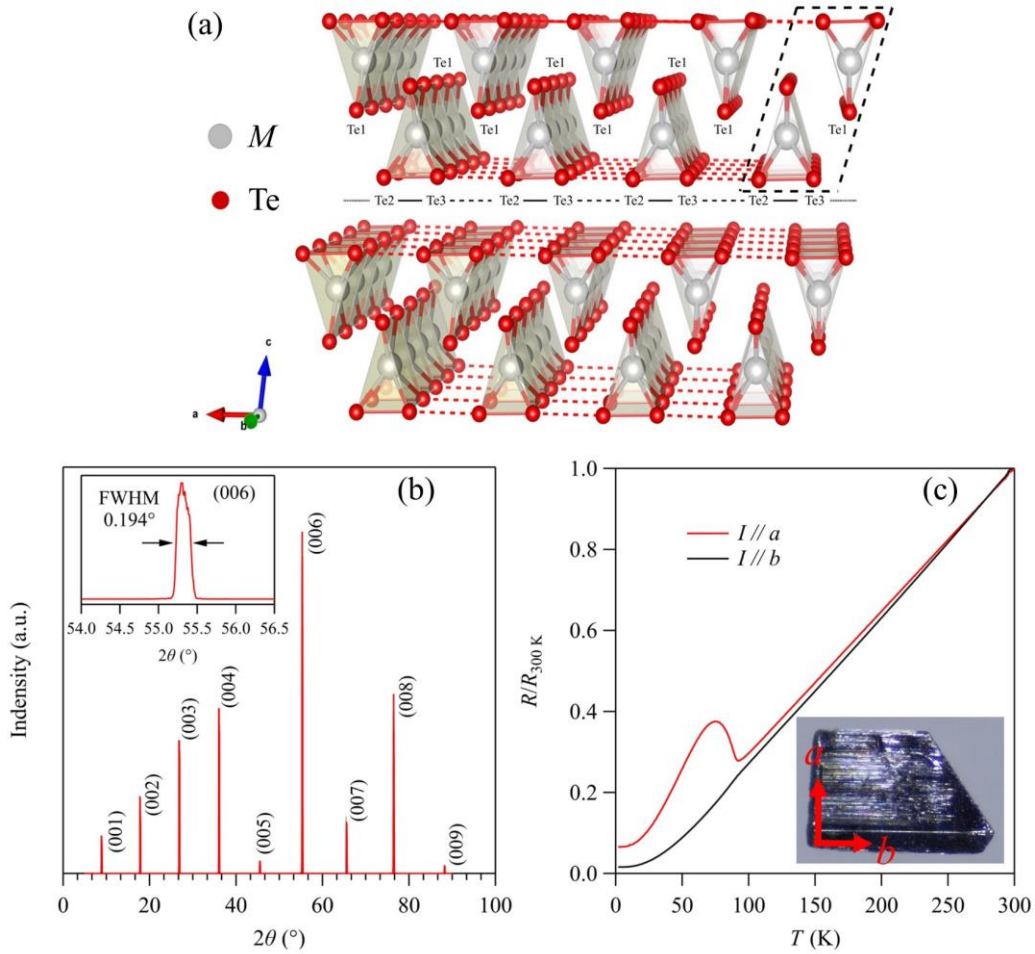 (a)
Te1 Te1 Te1
Te1 Te1 Te1 Te1
M
Te
Te2 Te3 Te2 Te3 Te2 Te3 Te2 Te3
c
a
b
(b)
FWHM
0.194°
(006)
54.0 54.5 55.0 55.5 56.0 56.5
2θ (°)
(001)
(002)
(003)
(004)
(005)
(006)
(007)
(008)
(009)
Indensity (a.u.)
0 20 40 60 80 100
2θ (°)
(c)
I // a
I // b
1.0
0.8
0.6
0.4
0.2
0.0
R/R300 K
a
b
0 50 100 150 200 250 300
T (K)